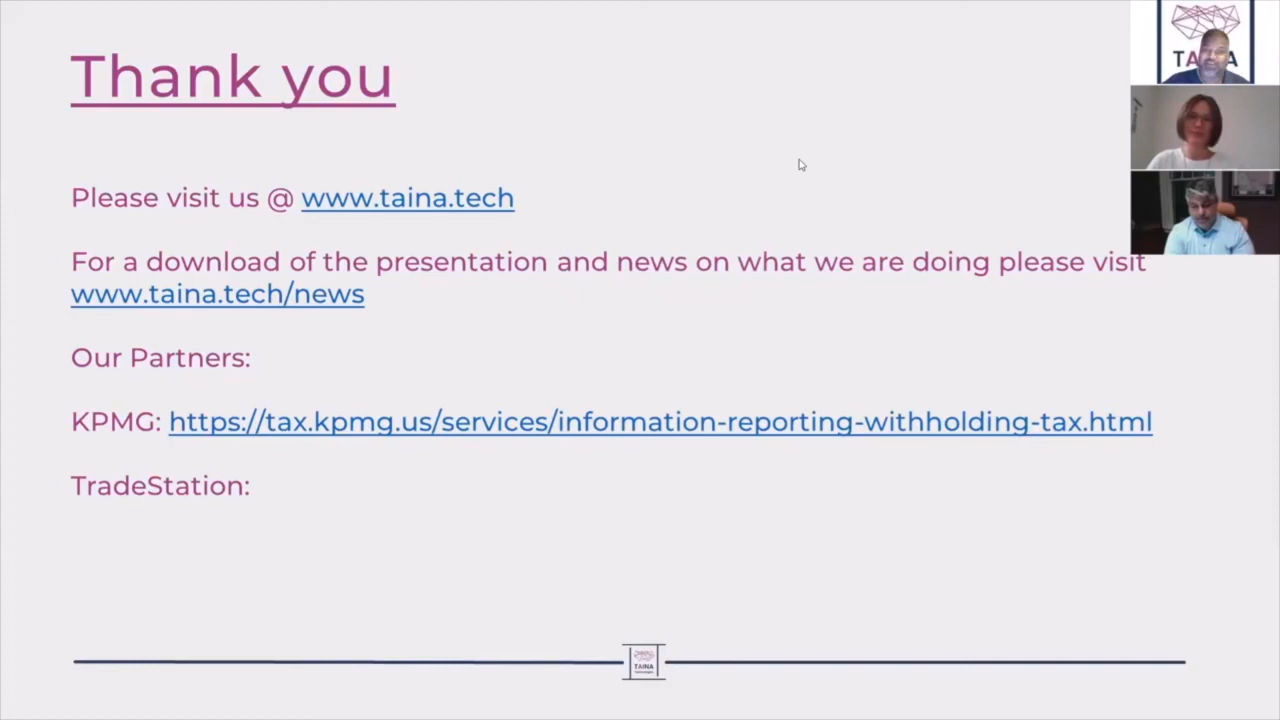 Thank you
TAINA
Please visit us @ www.taina.tech
For a download of the presentation and news on what we are doing please visit
www.taina.tech/news
Our Partners:
KPMG: https://tax.kpmg.us/services/information-reporting-withholding-tax.html
TradeStation:
TAINA